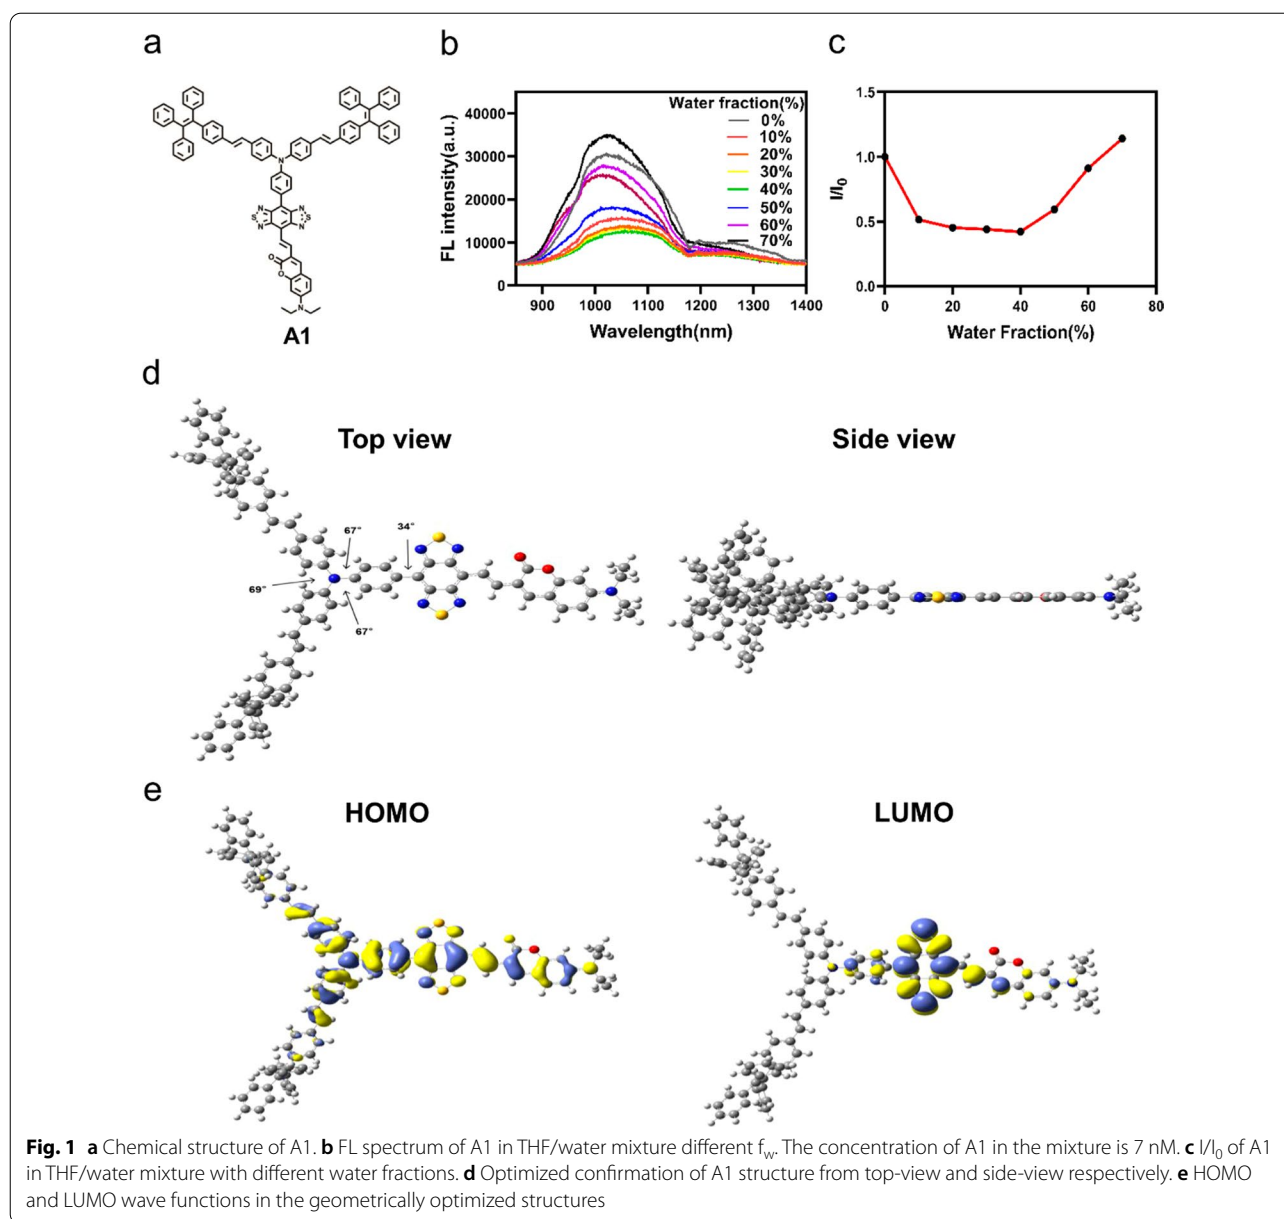 a
N
N
S
N
N
S
N
O
O
N
A1
b
FL intensity(a.u.)
40000
30000
20000
10000
0
900 1000 1100 1200 1300 1400
Wavelength(nm)
Water fraction(%)
0%
10%
20%
30%
40%
50%
60%
70%
c
I/I0
1.5
1.0
0.5
0.0
0 20 40 60 80
Water Fraction(%)
d
Top view
Side view
67°
34°
69°
67°
e
HOMO
LUMO
Fig. 1 a Chemical structure of A1. b FL spectrum of A1 in THF/water mixture different fw. The concentration of A1 in the mixture is 7 nM. c I/I0 of A1
in THF/water mixture with different water fractions. d Optimized confirmation of A1 structure from top-view and side-view respectively. e HOMO
and LUMO wave functions in the geometrically optimized structures